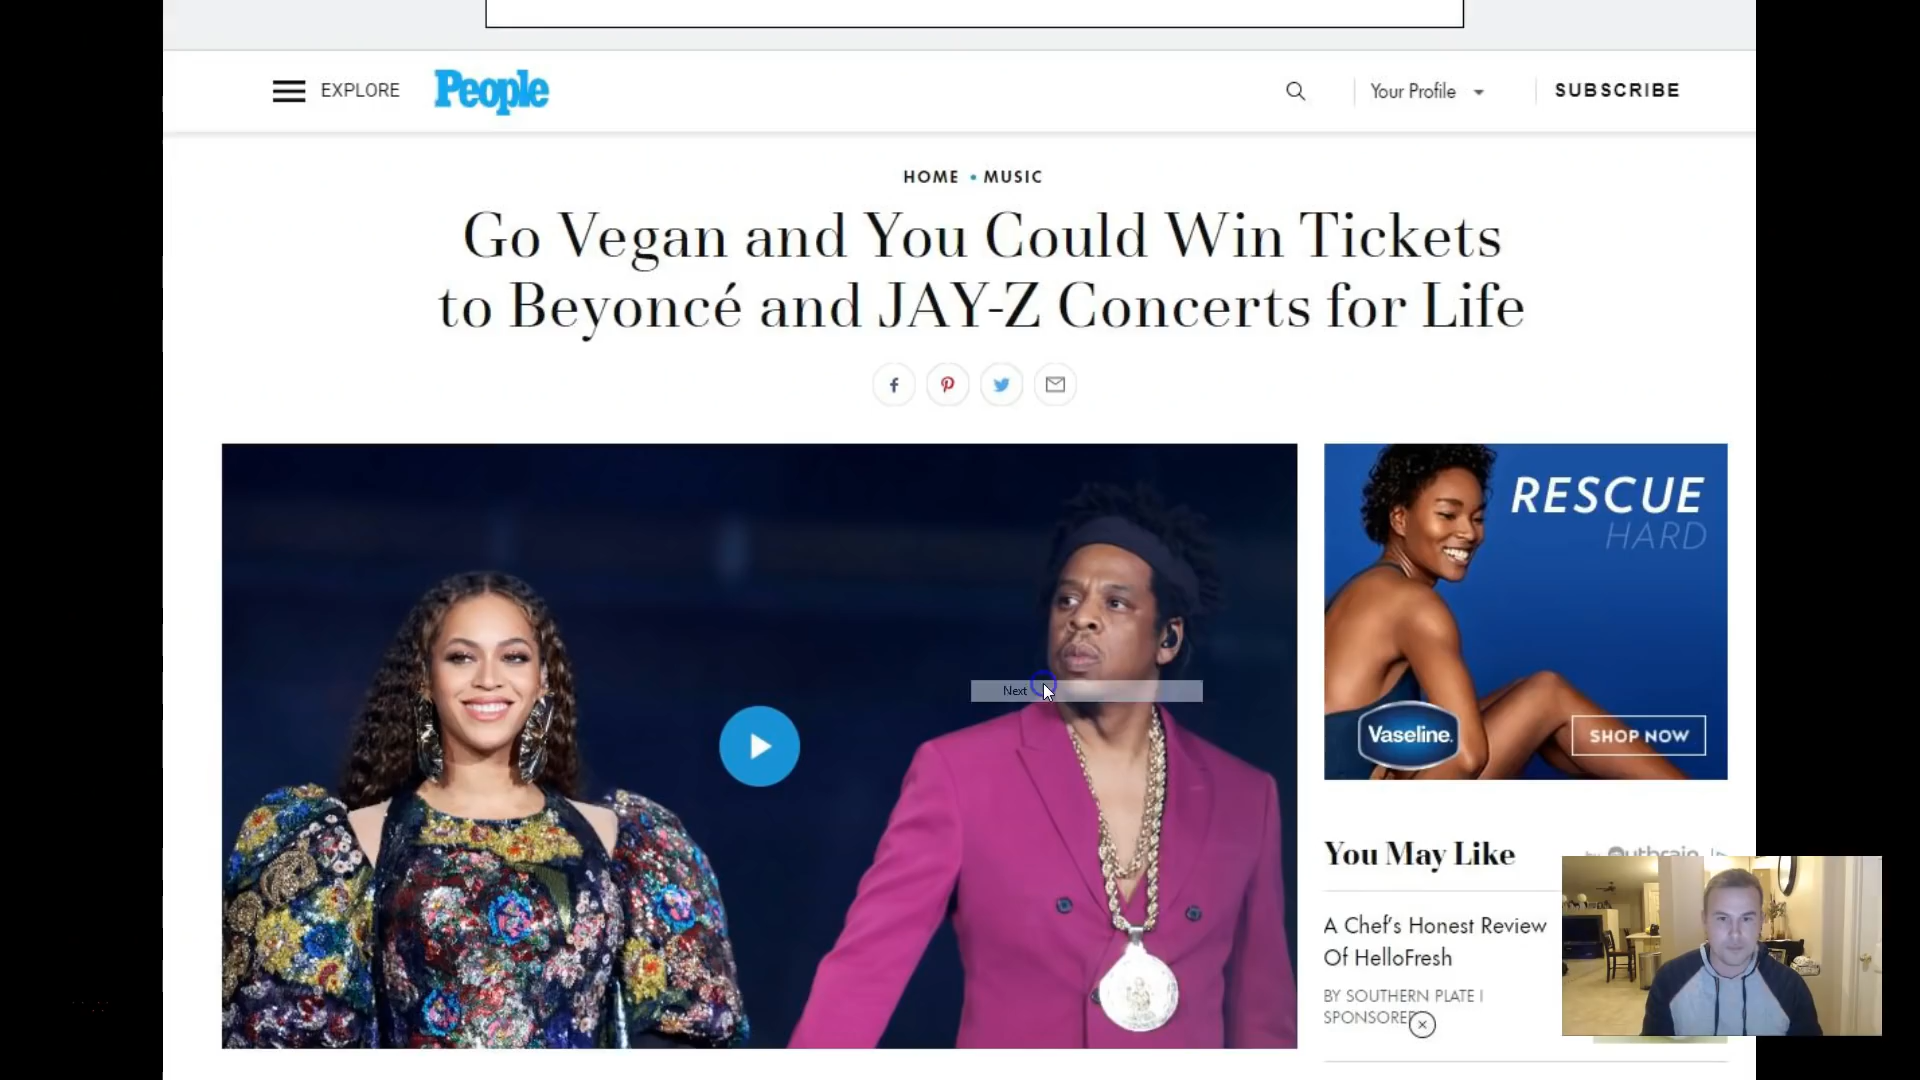 EXPLORE
People
Your Profile
SUBSCRIBE
HOME • MUSIC
Go Vegan and You Could Win Tickets
to Beyoncé and JAY-Z Concerts for Life
Next
RESCUE
HARD
Vaseline.
SHOP NOW
You May Like
A Chef's Honest Review
Of HelloFresh
BY SOUTHERN PLATE |